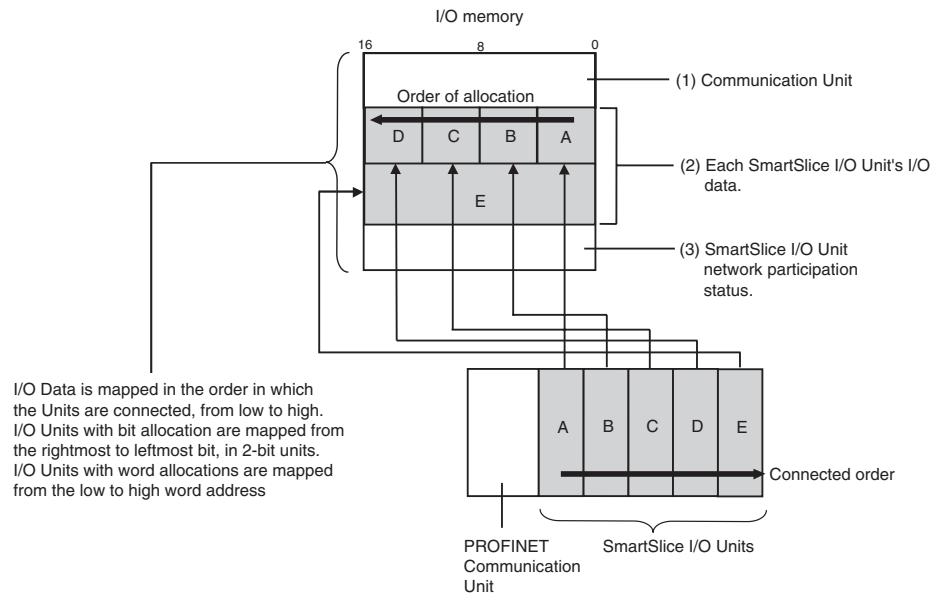 I/O memory
16 8 0
(1) Communication Unit
Order of allocation
D C B A
(2) Each SmartSlice I/O Unit's I/O
data.
E
(3) SmartSlice I/O Unit
network participation
status.
I/O Data is mapped in the order in which
the Units are connected, from low to high.
I/O Units with bit allocation are mapped from
the rightmost to leftmost bit, in 2-bit units.
I/O Units with word allocations are mapped
from the low to high word address
A B C D E
Connected order
PROFINET
Communication
Unit
SmartSlice I/O Units